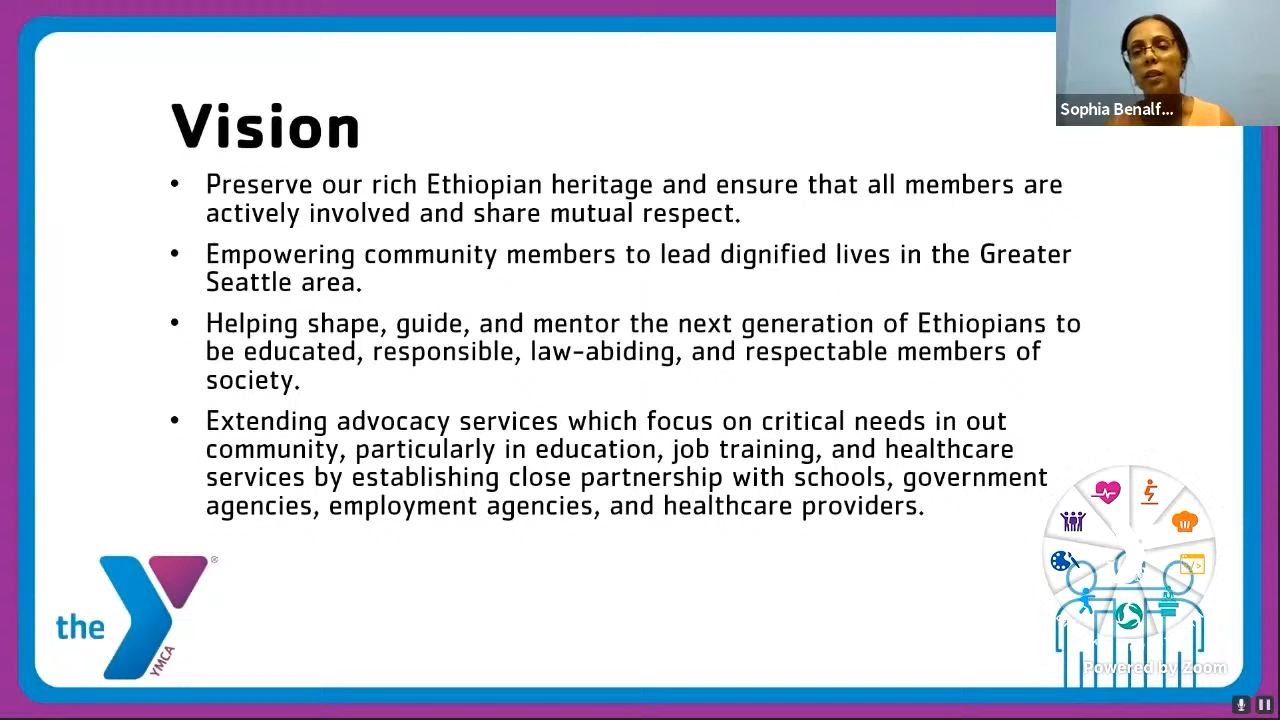 Vision
Sophia Benalf...
• Preserve our rich Ethiopian heritage and ensure that all members are
actively involved and share mutual respect.
• Empowering community members to lead dignified lives in the Greater
Seattle area.
• Helping shape, guide, and mentor the next generation of Ethiopians to
be educated, responsible, law-abiding, and respectable members of
society.
• Extending advocacy services which focus on critical needs in out
community, particularly in education, job training, and healthcare
services by establishing close partnership with schools, government
agencies, employment agencies, and healthcare providers.
the
YMCA
®
</>
Powered by Zoom